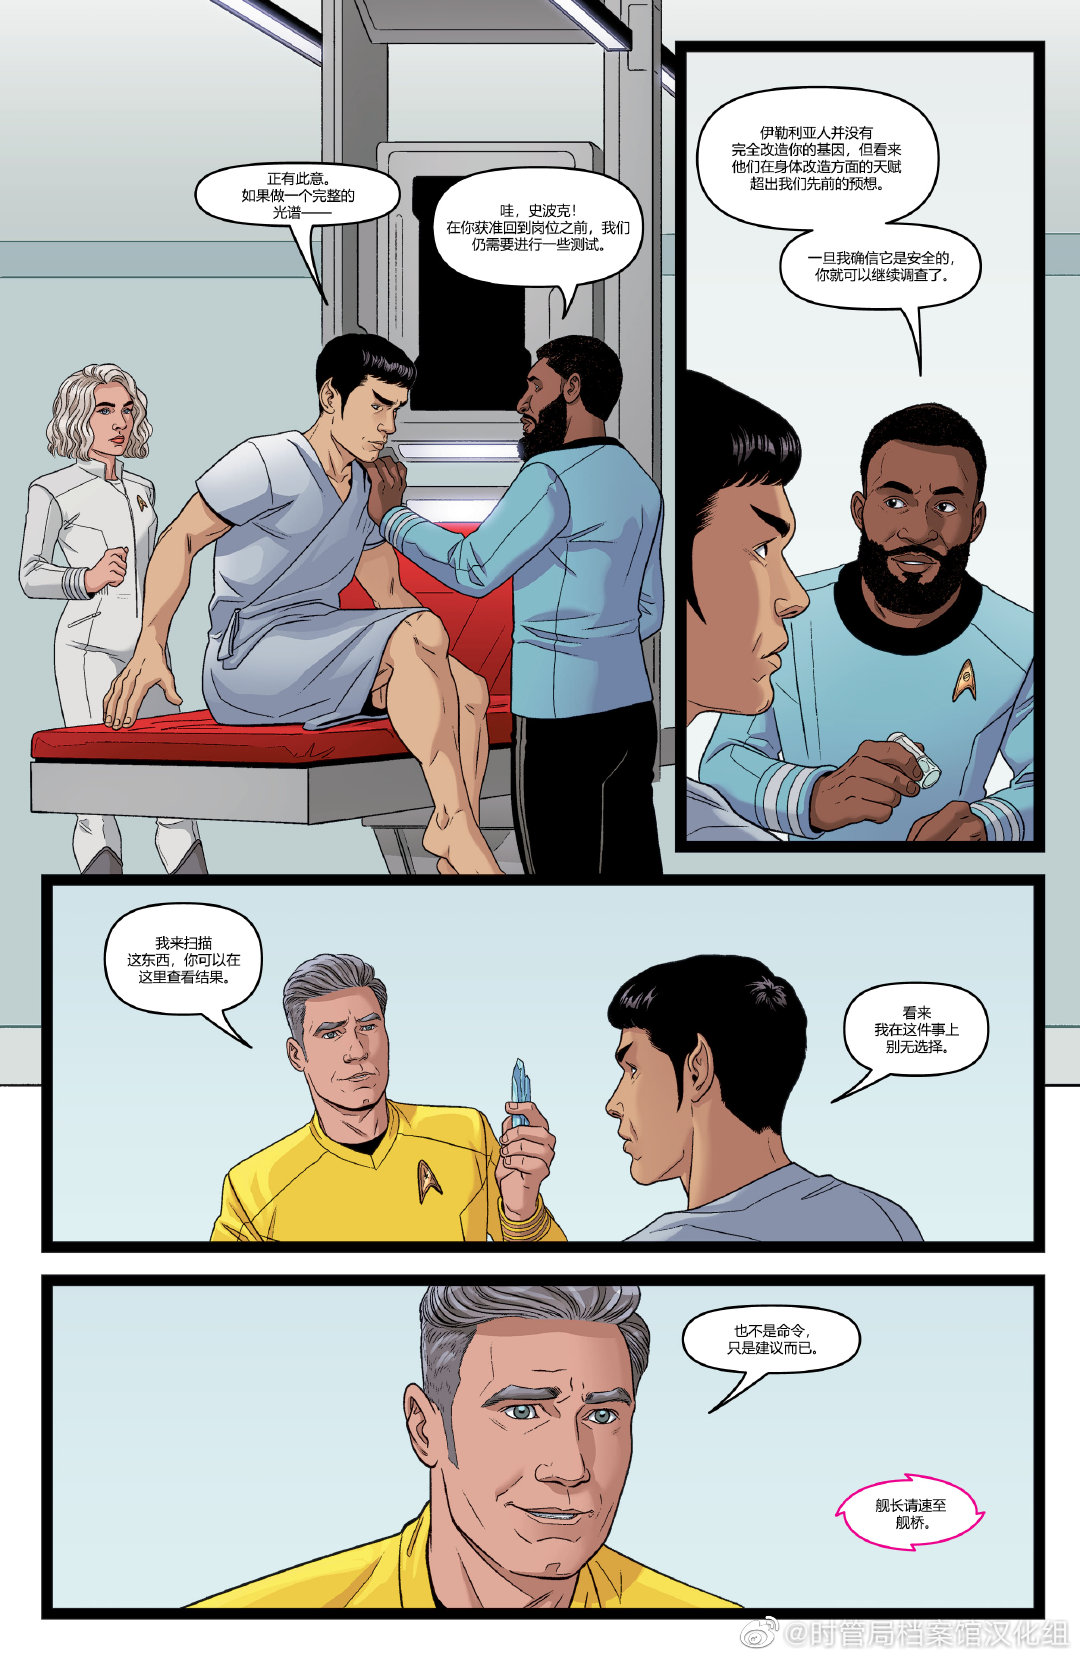 正有此意。
如果做一个完整的
光谱——
哇，史波克！
在你获准回到岗位之前，我们
仍需要进行一些测试。
伊勒利亚人并没有
完全改造你的基因，但看来
他们在身体改造方面的天赋
超出我们先前的预想。
一旦我确信它是安全的，
你就可以继续调查了。
我来扫描
这东西，你可以在
这里查看结果。
看来
我在这件事上
别无选择。
也不是命令，
只是建议而已。
舰长请速至
舰桥。
@时管局档案馆汉化组